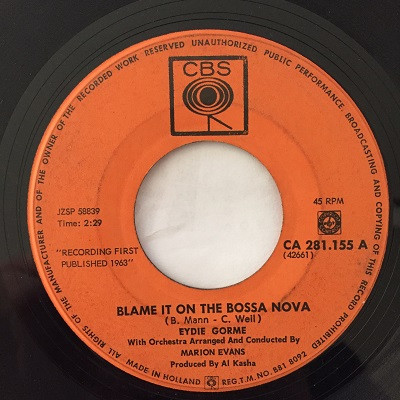 ALL RIGHTS OF THE MANUFACTURER AND OF THE OWNER OF THE RECORDED WORK RESERVED UNAUTHORIZED PUBLIC PERFORMANCE, BROADCASTING AND COPYING OF THIS RECORD PROHIBITED
CBS
JZSP 58839
Time: 2:29
45 RPM
"RECORDING FIRST
PUBLISHED 1963"
CA 281.155 A
(42661)
BLAME IT ON THE BOSSA NOVA
(B. Mann - C. Weil)
EYDIE GORME
With Orchestra Arranged And Conducted By
MARION EVANS
Produced By Al Kasha
MADE IN HOLLAND
REG.T.M. NO. BBI 8092